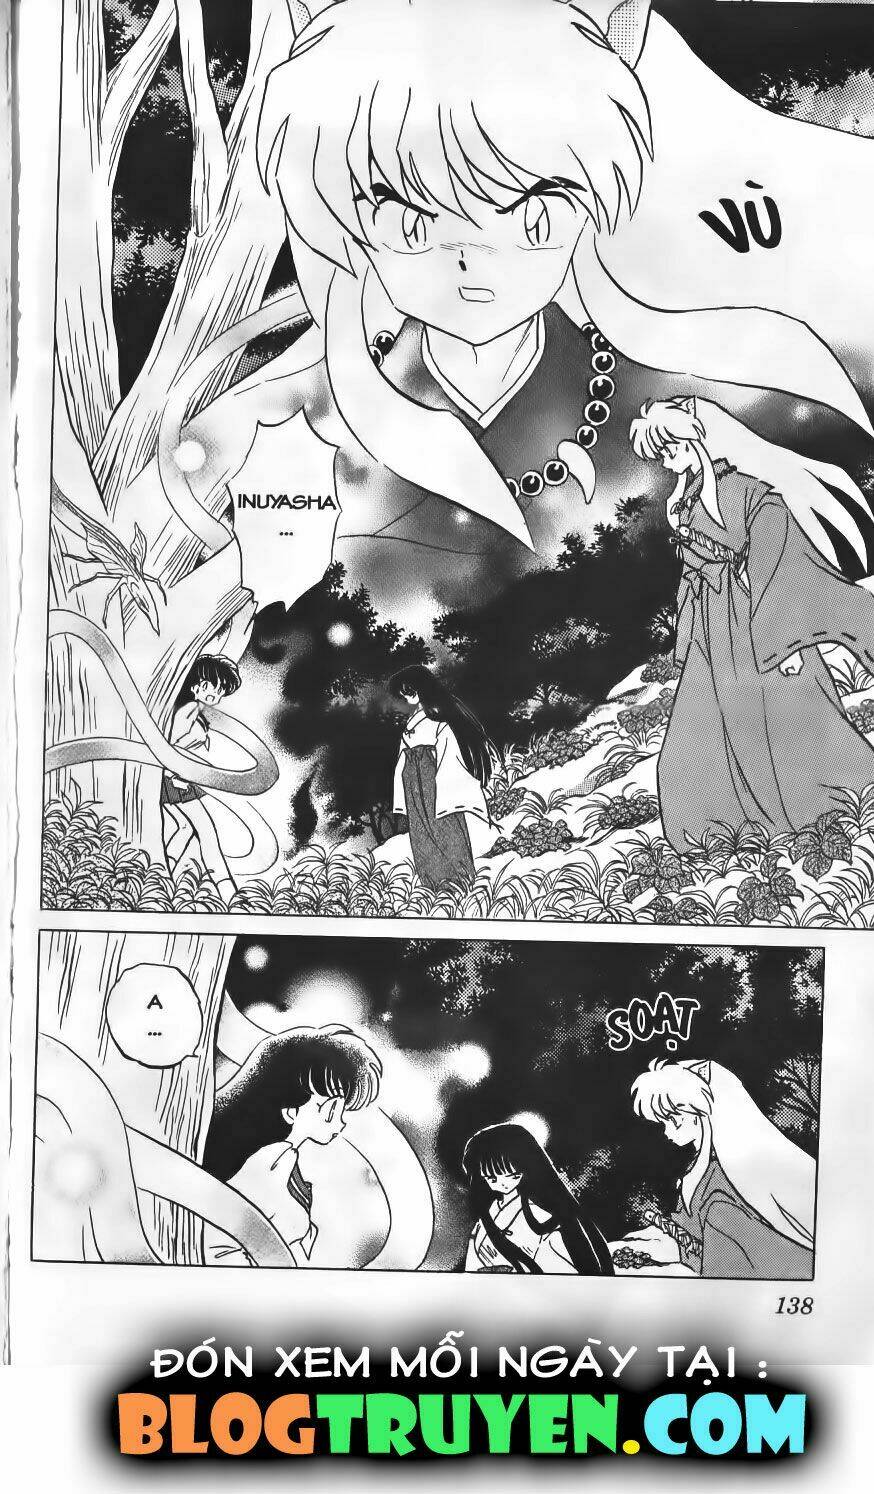 VÙ
INUYASHA
...
A
...
SOẠT
138
ĐÓN XEM MỖI NGÀY TẠI :
BLOGTRUYEN.COM